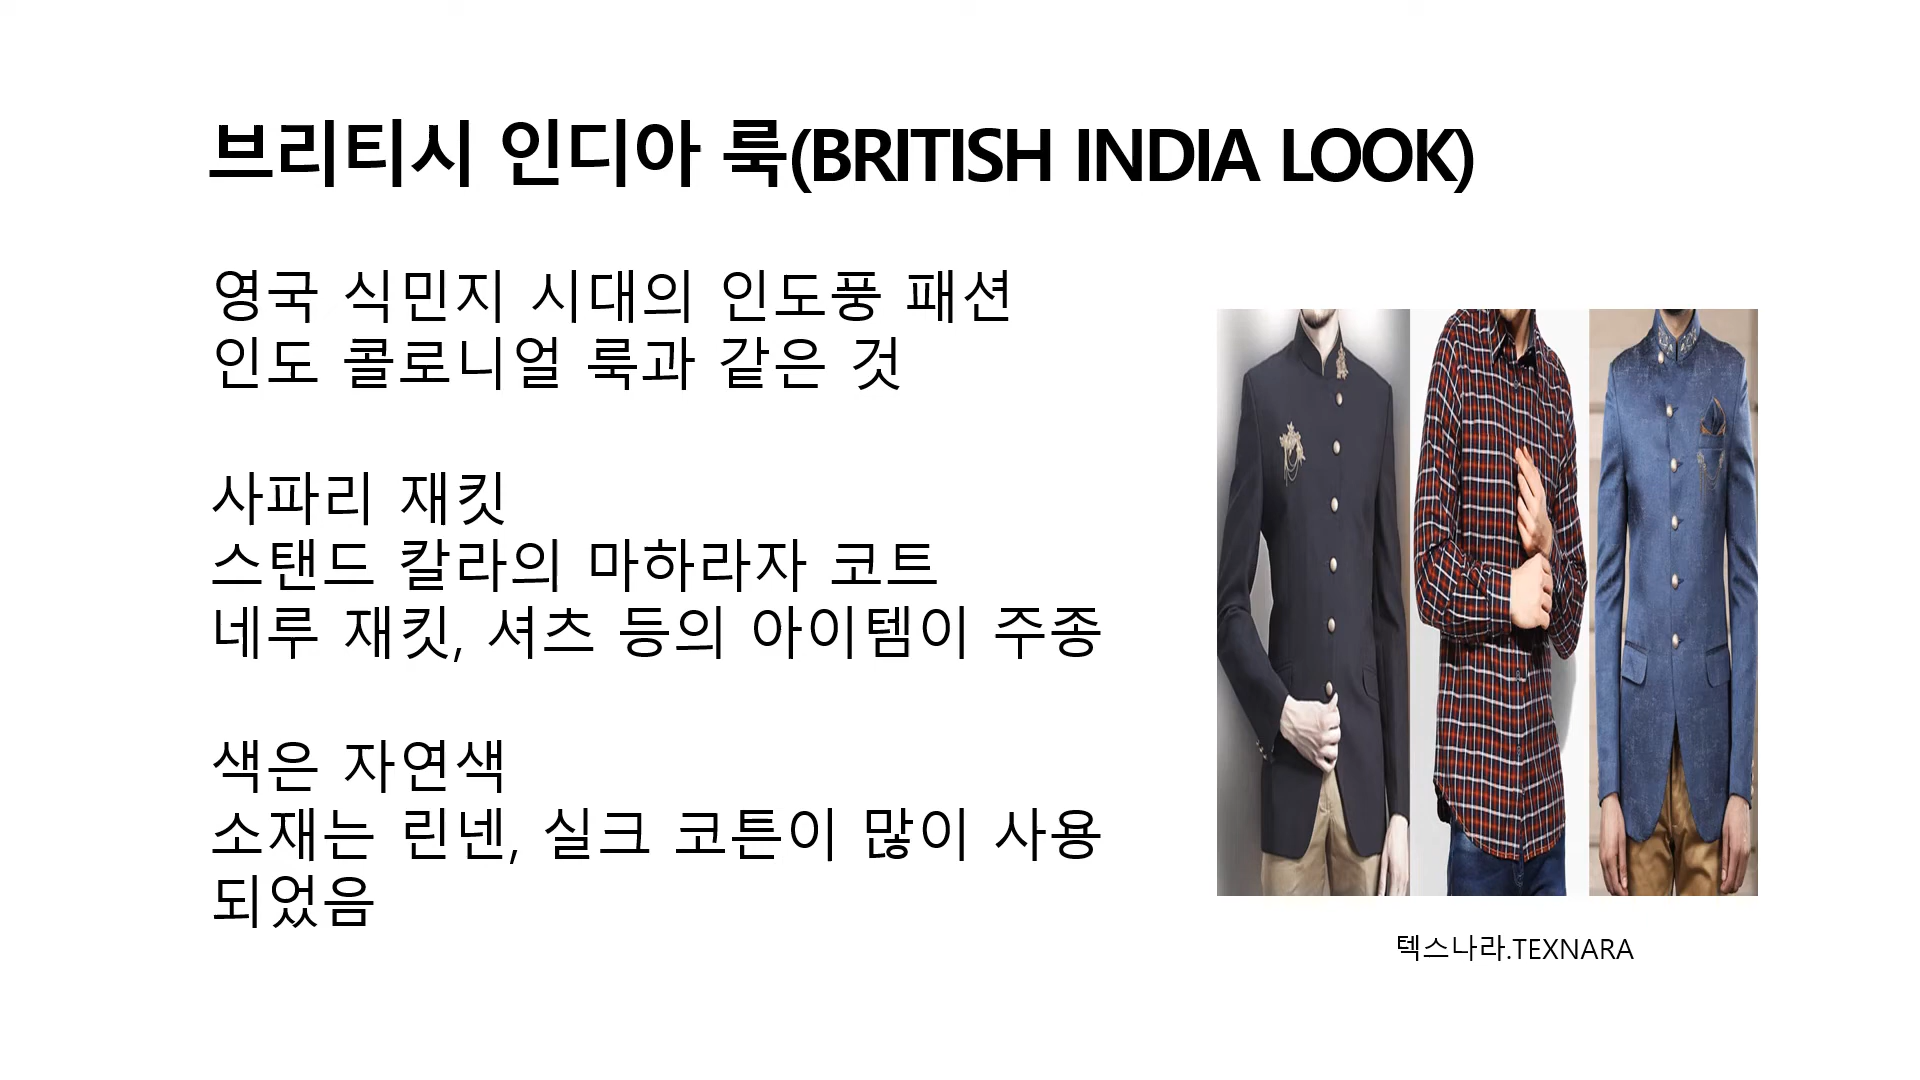 브리티시 인디아 룩(BRITISH INDIA LOOK)
영국 식민지 시대의 인도풍 패션
인도 콜로니얼 룩과 같은 것
사파리 재킷
스탠드 칼라의 마하라자 코트
네루 재킷, 셔츠 등의 아이템이 주종
색은 자연색
소재는 린넨, 실크 코튼이 많이 사용
되었음
텍스나라.TEXNARA